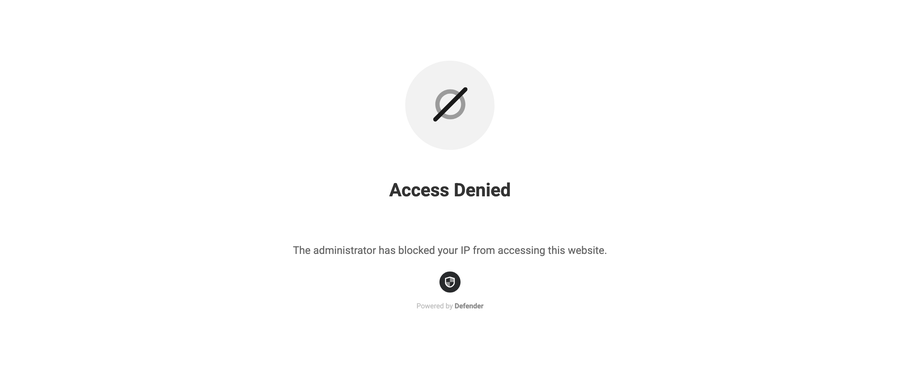 Access Denied
The administrator has blocked your IP from accessing this website.
Powered by Defender